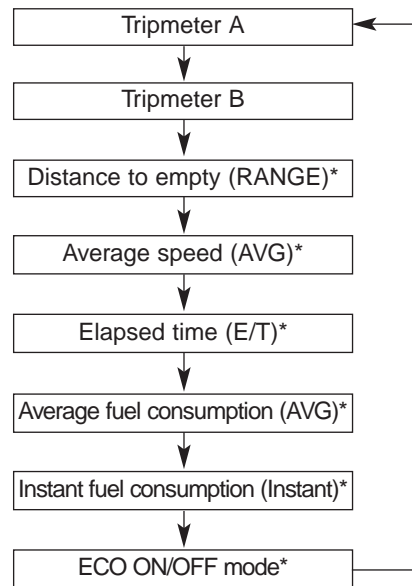 Tripmeter A
Tripmeter B
Distance to empty (RANGE)*
Average speed (AVG)*
Elapsed time (E/T)*
Average fuel consumption (AVG)*
Instant fuel consumption (Instant)*
ECO ON/OFF mode*